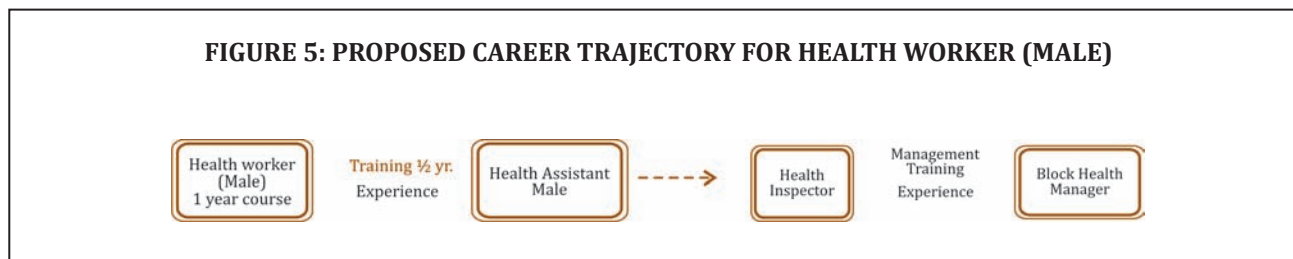 FIGURE 5: PROPOSED CAREER TRAJECTORY FOR HEALTH WORKER (MALE)
Health worker
(Male)
1 year course
Training ½ yr.
Experience
Health Assistant
Male
Health
Inspector
Management
Training
Experience
Block Health
Manager